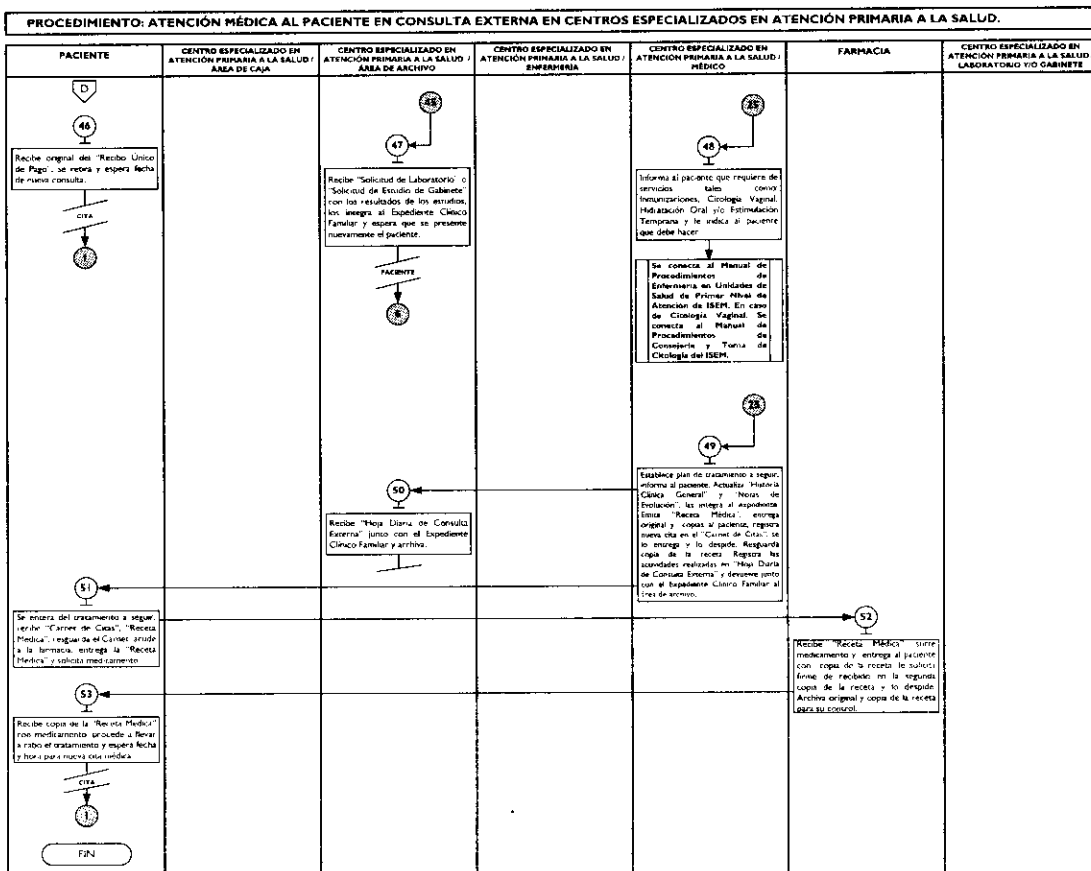 PROCEDIMIENTO: ATENCIÓN MÉDICA AL PACIENTE EN CONSULTA EXTERNA EN CENTROS ESPECIALIZADOS EN ATENCIÓN PRIMARIA A LA SALUD.
PACIENTE
CENTRO ESPECIALIZADO EN
ATENCIÓN PRIMARIA A LA SALUD /
ÁREA DE CAJA
CENTRO ESPECIALIZADO EN
ATENCIÓN PRIMARIA A LA SALUD /
ÁREA DE ARCHIVO
CENTRO ESPECIALIZADO EN
ATENCIÓN PRIMARIA A LA SALUD /
ENFERMERÍA
CENTRO ESPECIALIZADO EN
ATENCIÓN PRIMARIA A LA SALUD /
MÉDICO
FARMACIA
CENTRO ESPECIALIZADO EN
ATENCIÓN PRIMARIA A LA SALUD
LABORATORIO Y/O GABINETE
D
46
Recibe original del "Recibo Único
de Pago", se retira y espera fecha
de nueva consulta.
CITA
1
45
47
Recibe "Solicitud de Laboratorio" o
"Solicitud de Estudio de Gabinete"
con los resultados de los estudios,
los integra al Expediente Clínico
Familiar y espera que se presente
nuevamente el paciente.
PACIENTE
6
25
48
Informa al paciente que requiere de
servicios tales como
Inmunizaciones, Citología Vaginal,
Hidratación Oral y/o Estimulación
Temprana y le indica al paciente
que debe hacer
Se conecta al Manual de
Procedimientos de
Enfermería en Unidades de
Salud de Primer Nivel de
Atención de ISEM. En caso
de Citología Vaginal. Se
conecta al Manual de
Procedimientos de
Consejería y Toma de
Citología del ISEM.
25
49
Establece plan de tratamiento a seguir,
informa al paciente. Actualiza "Historia
Clínica General" y "Notas de
Evolución", las integra al expediente.
Emite "Receta Médica", entrega
original y copias al paciente, registra
nueva cita en el "Carnet de Citas", se
lo entrega y lo despide. Resguarda
copia de la receta. Registra las
actividades realizadas en "Hoja Diaria
de Consulta Externa" y devuelve junto
con el Expediente Clínico Familiar al
área de archivo.
50
Recibe "Hoja Diaria de Consulta
Externa" junto con el Expediente
Clínico Familiar y archiva.
51
Se entera del tratamiento a seguir,
recibe "Carnet de Citas", "Receta
Médica", resguarda el Carnet, acude
a la farmacia, entrega la "Receta
Médica" y solicita medicamento
52
Recibe "Receta Médica" surte
medicamento y entrega al paciente
con copia de la receta, le solicita
firme de recibido en la segunda
copia de la receta y lo despide.
Archiva original y copia de la receta
para su control.
53
Recibe copia de la "Receta Médica"
con medicamento, procede a llevar
a cabo el tratamiento y espera fecha
y hora para nueva cita médica
CITA
1
FIN